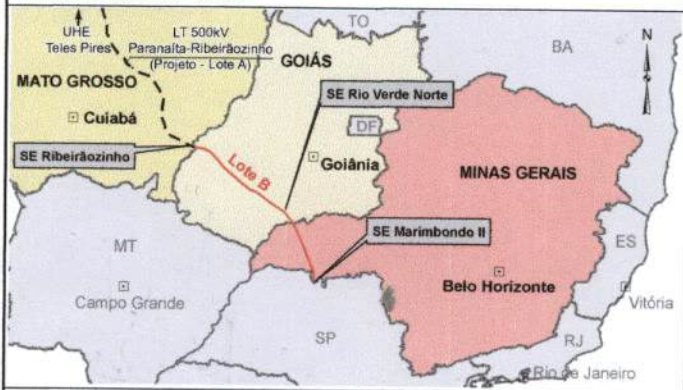 TO
UHE
Teles Pires
LT 500kV
Paranaíta-Ribeirãozinho
(Projeto - Lote A)
GOIÁS
BA
N
MATO GROSSO
SE Rio Verde Norte
Cuiabá
DF
SE Ribeirãozinho
Lote B
Goiânia
MINAS GERAIS
SE Marimbondo II
MT
ES
Campo Grande
Belo Horizonte
Vitória
SP
RJ
Rio de Janeiro